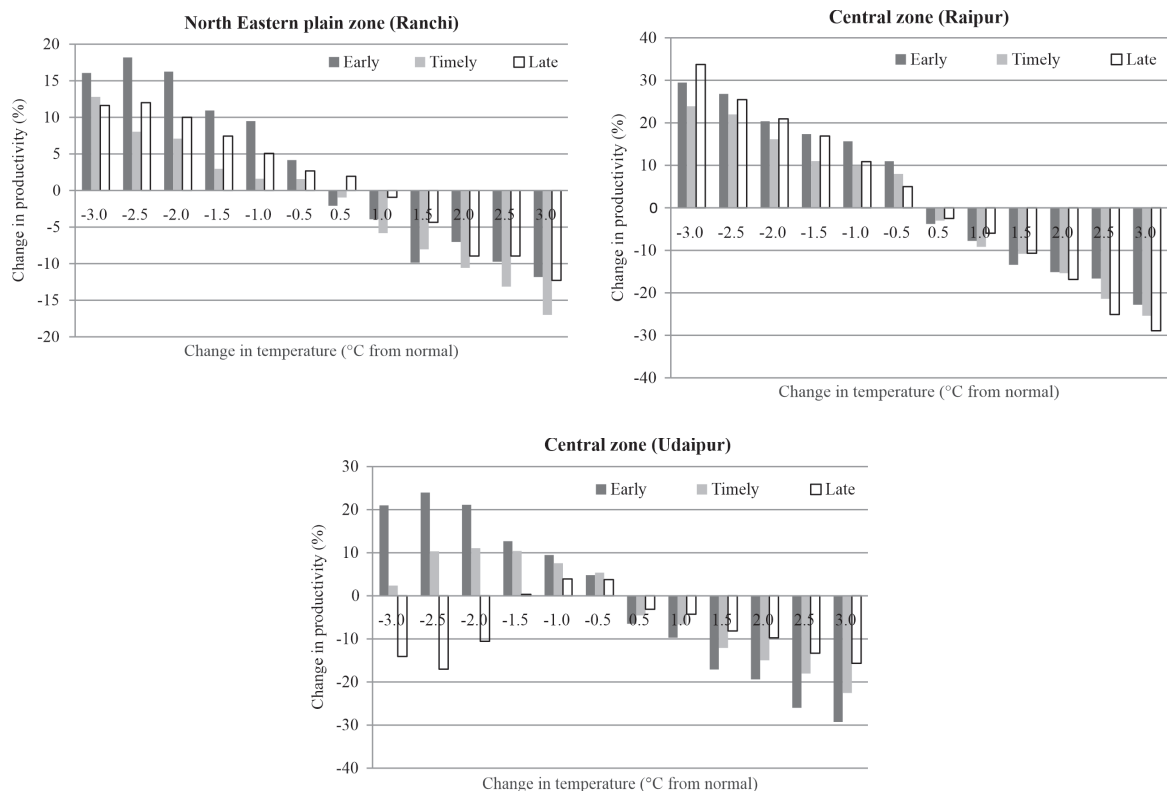 North Eastern plain zone (Ranchi)
20
15
10
5
0
-5
-10
-15
-20
Change in productivity (%)
Early Timely Late
-3.0 -2.5 -2.0 -1.5 -1.0 -0.5 0.5 1.0 1.5 2.0 2.5 3.0
Change in temperature (°C from normal)
Central zone (Raipur)
40
30
20
10
0
-10
-20
-30
-40
Change in productivity (%)
Early Timely Late
-3.0 -2.5 -2.0 -1.5 -1.0 -0.5 0.5 1.0 1.5 2.0 2.5 3.0
Change in temperature (°C from normal)
Central zone (Udaipur)
30
20
10
0
-10
-20
-30
-40
Change in productivity (%)
Early Timely Late
-3.0 -2.5 -2.0 -1.5 -1.0 -0.5 0.5 1.0 1.5 2.0 2.5 3.0
Change in temperature (°C from normal)